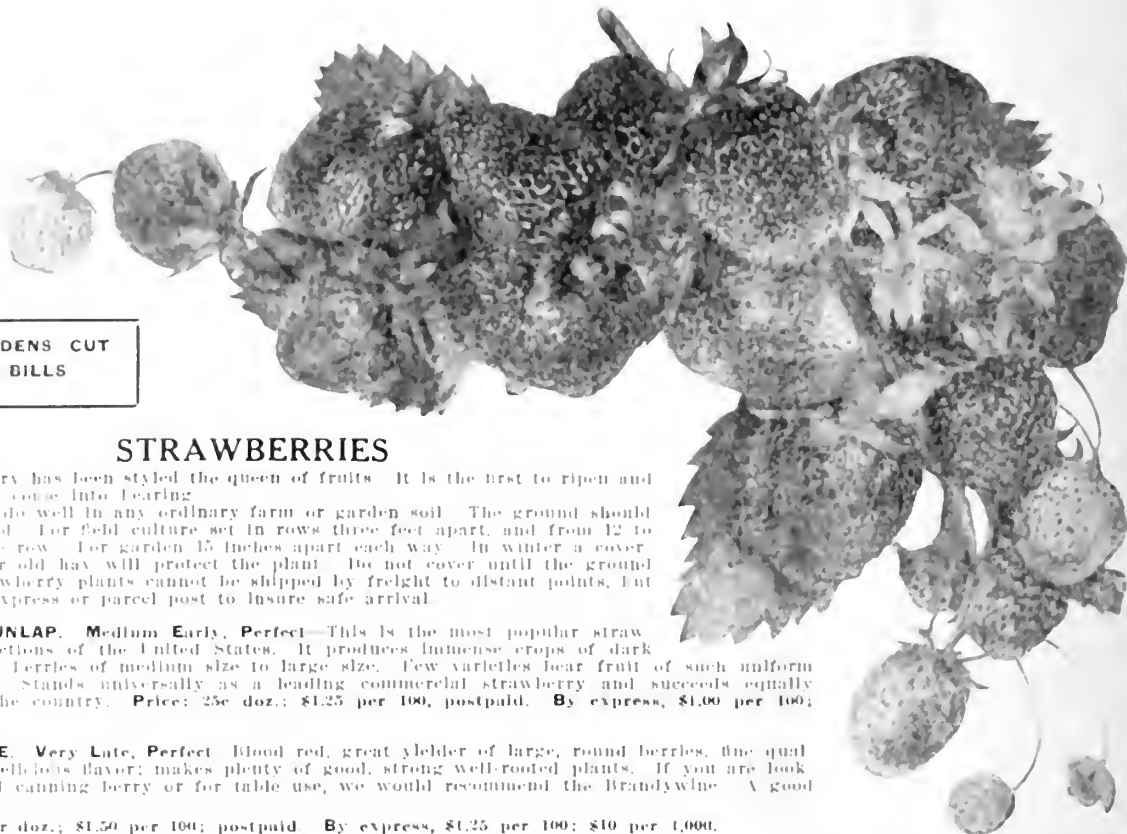 DENS CUT
BILLS
STRAWBERRIES
ry has been styled the queen of fruits. It is the first to ripen and
come into bearing
do well in any ordinary farm or garden soil. The ground should
For field culture set in rows three feet apart, and from 12 to
row. For garden 15 inches apart each way. In winter a cover
r old hay will protect the plant. Do not cover until the ground
wberry plants cannot be shipped by freight to distant points, but
express or parcel post to insure safe arrival.
UNLAP. Medium Early, Perfect—This is the most popular straw
ctions of the United States. It produces immense crops of dark
berries of medium size to large size. Few varieties bear fruit of such uniform
Stands universally as a leading commercial strawberry and succeeds equally
he country. Price: 25c doz.; $1.25 per 100, postpaid. By express, $1.00 per 100;
E. Very Late, Perfect Blood red, great yielder of large, round berries, fine qual
elicious flavor; makes plenty of good, strong well-rooted plants. If you are look
canning berry or for table use, we would recommend the Brandywine. A good
r doz.; $1.50 per 100; postpaid. By express, $1.25 per 100; $10 per 1,000.